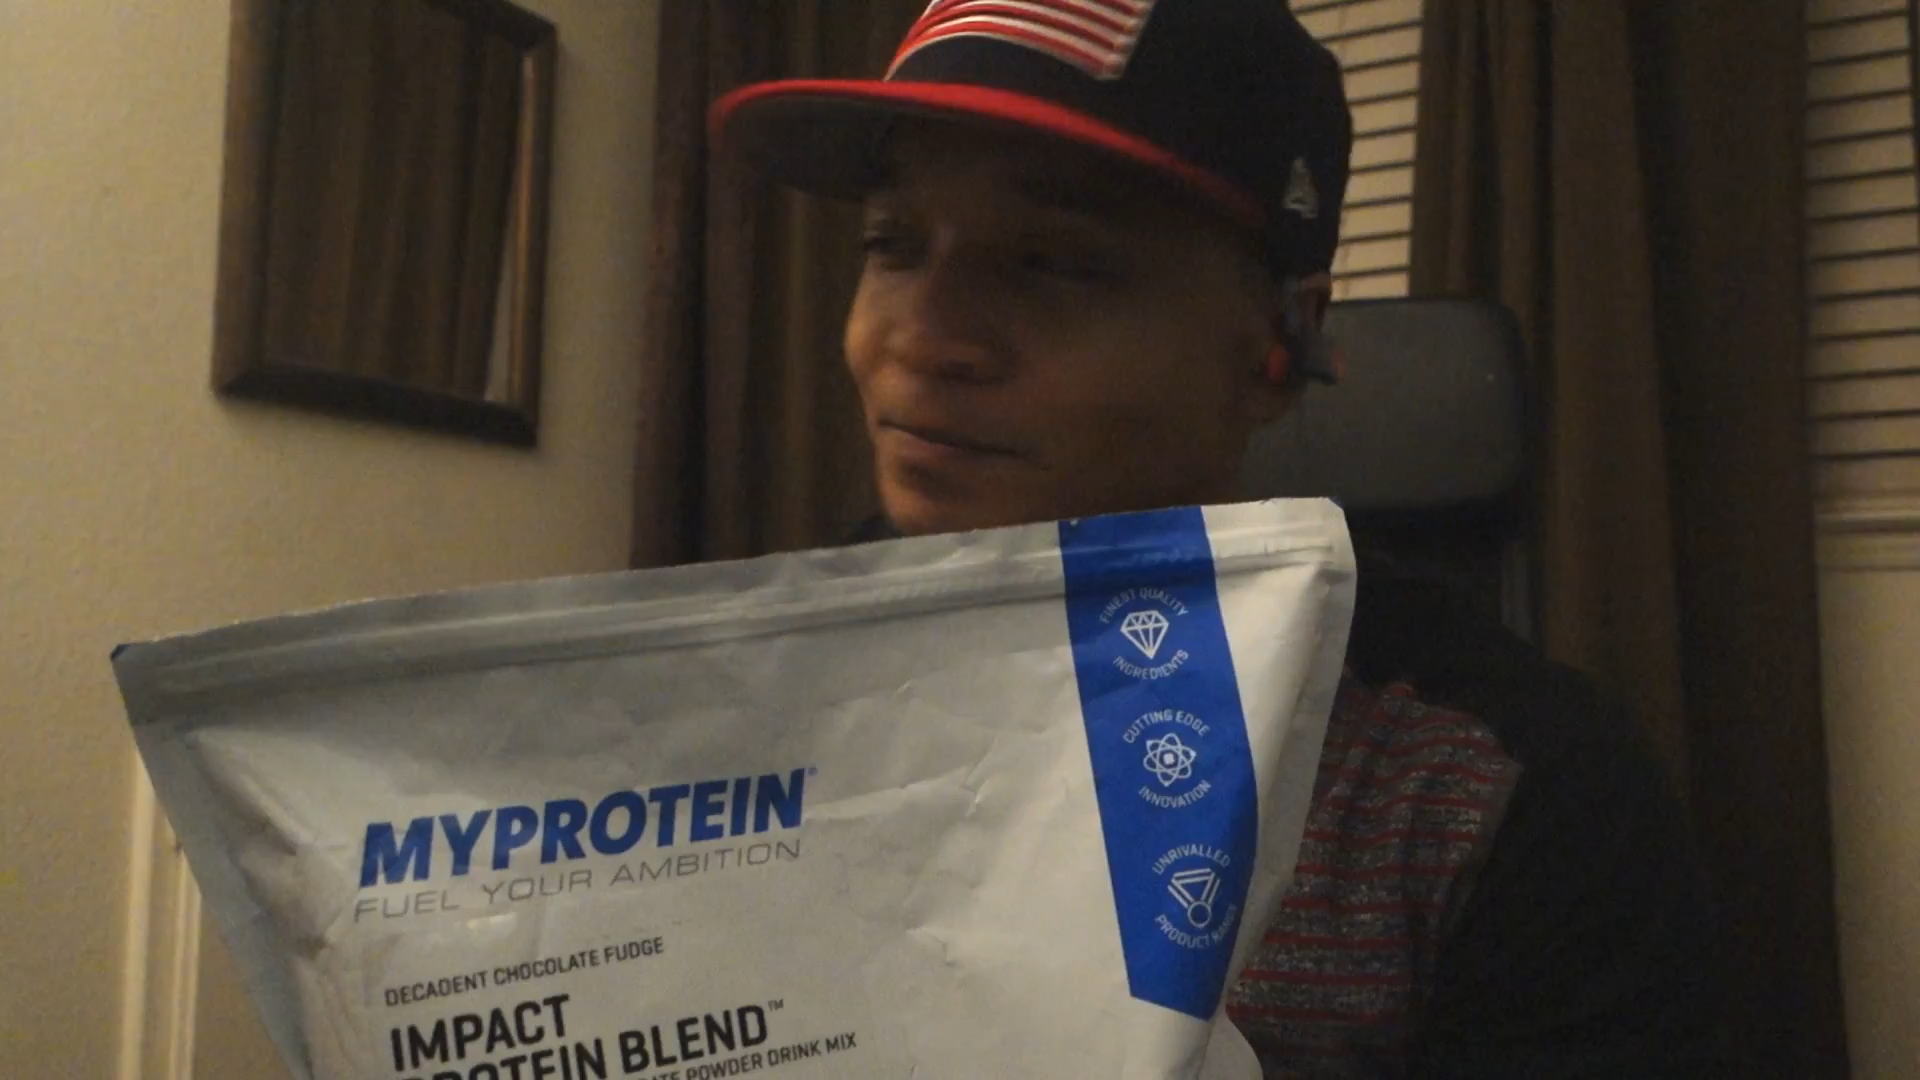 FINEST QUALITY
INGREDIENTS
CUTTING EDGE
INNOVATION
UNRIVALLED
PRODUCT RANGE
MYPROTEIN®
FUEL YOUR AMBITION
DECADENT CHOCOLATE FUDGE
IMPACT
PROTEIN BLEND™
POWDER DRINK MIX